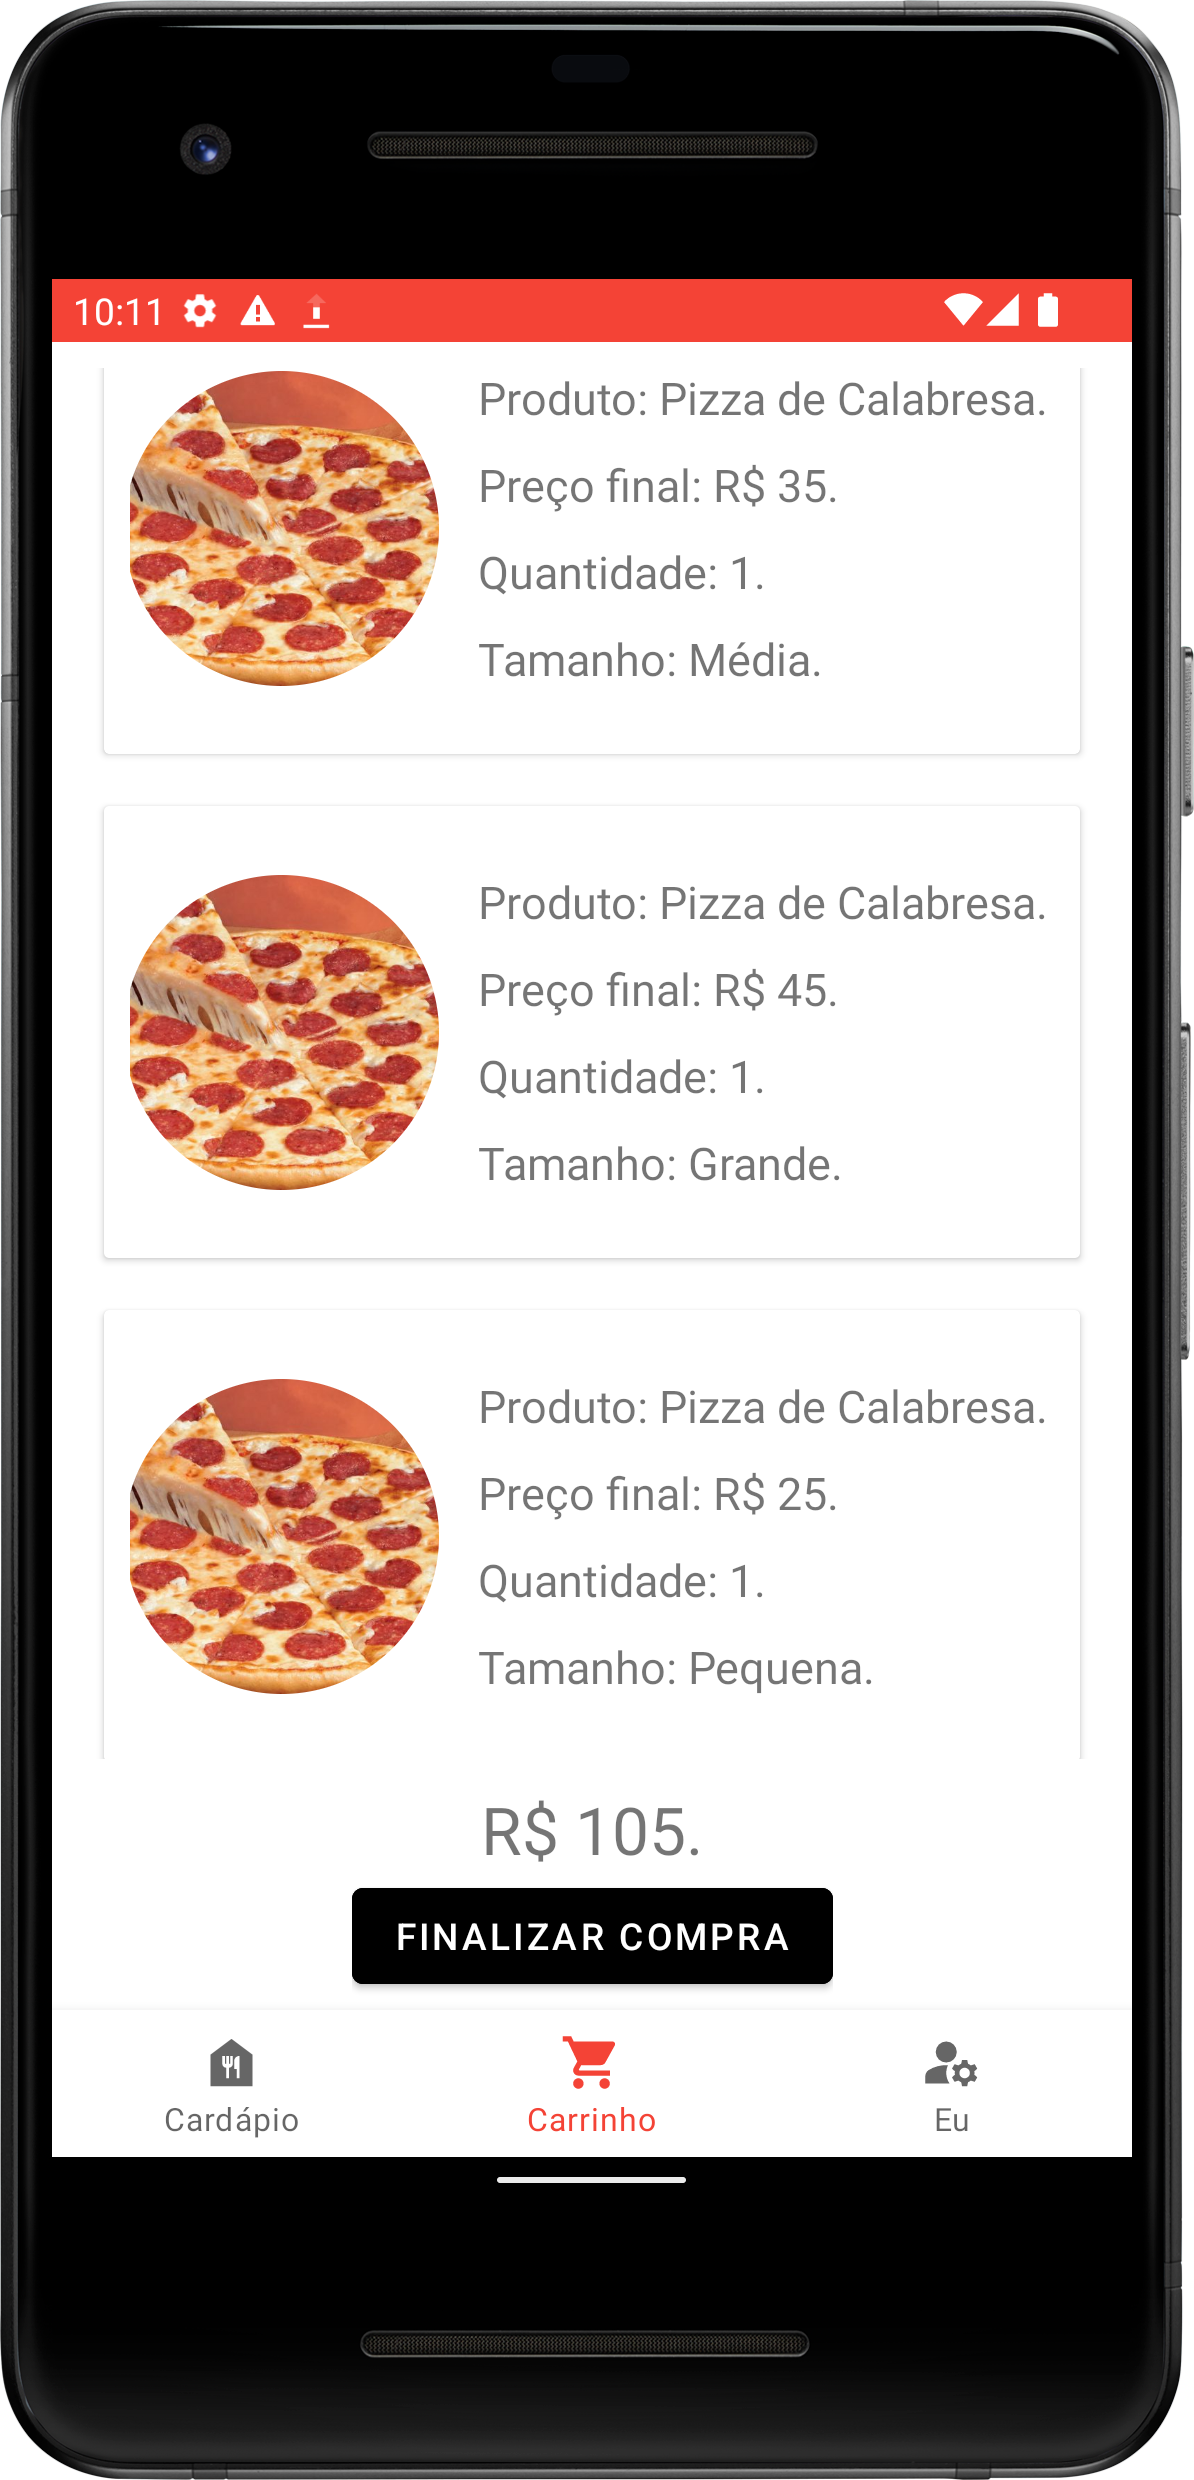 10:11
Produto: Pizza de Calabresa.
Preço final: R$ 35.
Quantidade: 1.
Tamanho: Média.
Produto: Pizza de Calabresa.
Preço final: R$ 45.
Quantidade: 1.
Tamanho: Grande.
Produto: Pizza de Calabresa.
Preço final: R$ 25.
Quantidade: 1.
Tamanho: Pequena.
R$ 105.
FINALIZAR COMPRA
Cardápio
Carrinho
Eu